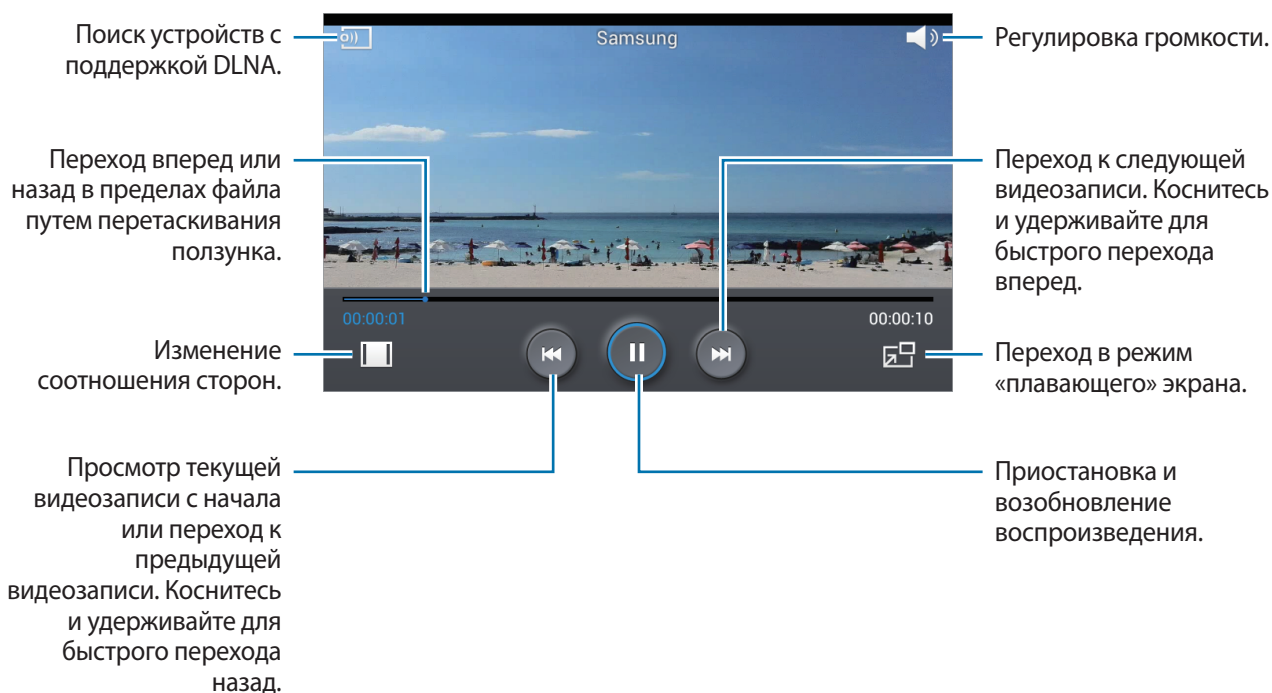 Поиск устройств с
поддержкой DLNA.
Samsung
Регулировка громкости.
Переход вперед или
назад в пределах файла
путем перетаскивания
ползунка.
Переход к следующей
видеозаписи. Коснитесь
и удерживайте для
быстрого перехода
вперед.
00:00:01
00:00:10
Изменение
соотношения сторон.
Переход в режим
«плавающего» экрана.
Просмотр текущей
видеозаписи с начала
или переход к
предыдущей
видеозаписи. Коснитесь
и удерживайте для
быстрого перехода
назад.
Приостановка и
возобновление
воспроизведения.